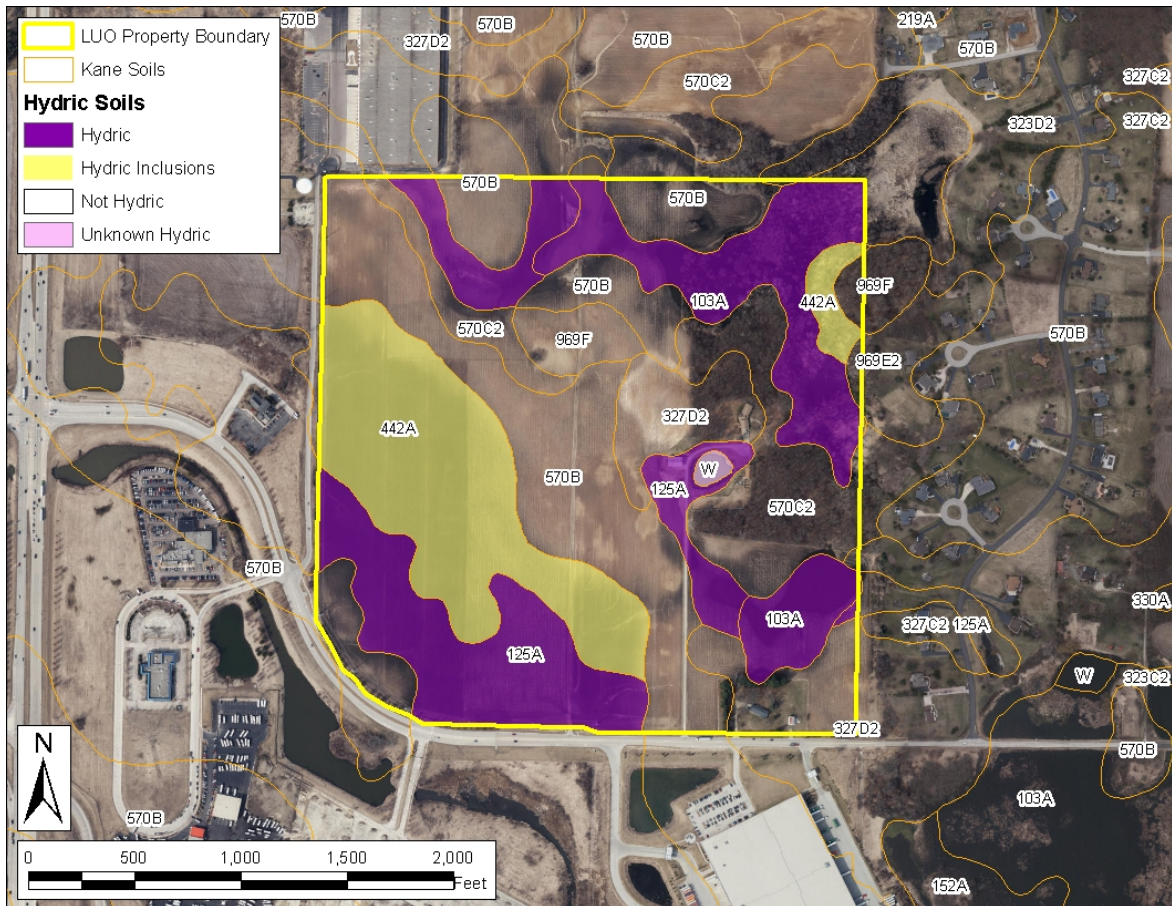 LUO Property Boundary
Kane Soils
Hydric Soils
Hydric
Hydric Inclusions
Not Hydric
Unknown Hydric
570B
327D2
570B
570B
219A
570B
570C2
327C2
323D2
327C2
570B
570B
570B
103A
442A
969F
570C2
969F
570B
969E2
327D2
442A
W
570B
125A
570C2
570B
330A
103A
327C2
125A
125A
W
323C2
327D2
570B
103A
570B
152A
N
0 500 1,000 1,500 2,000
Feet